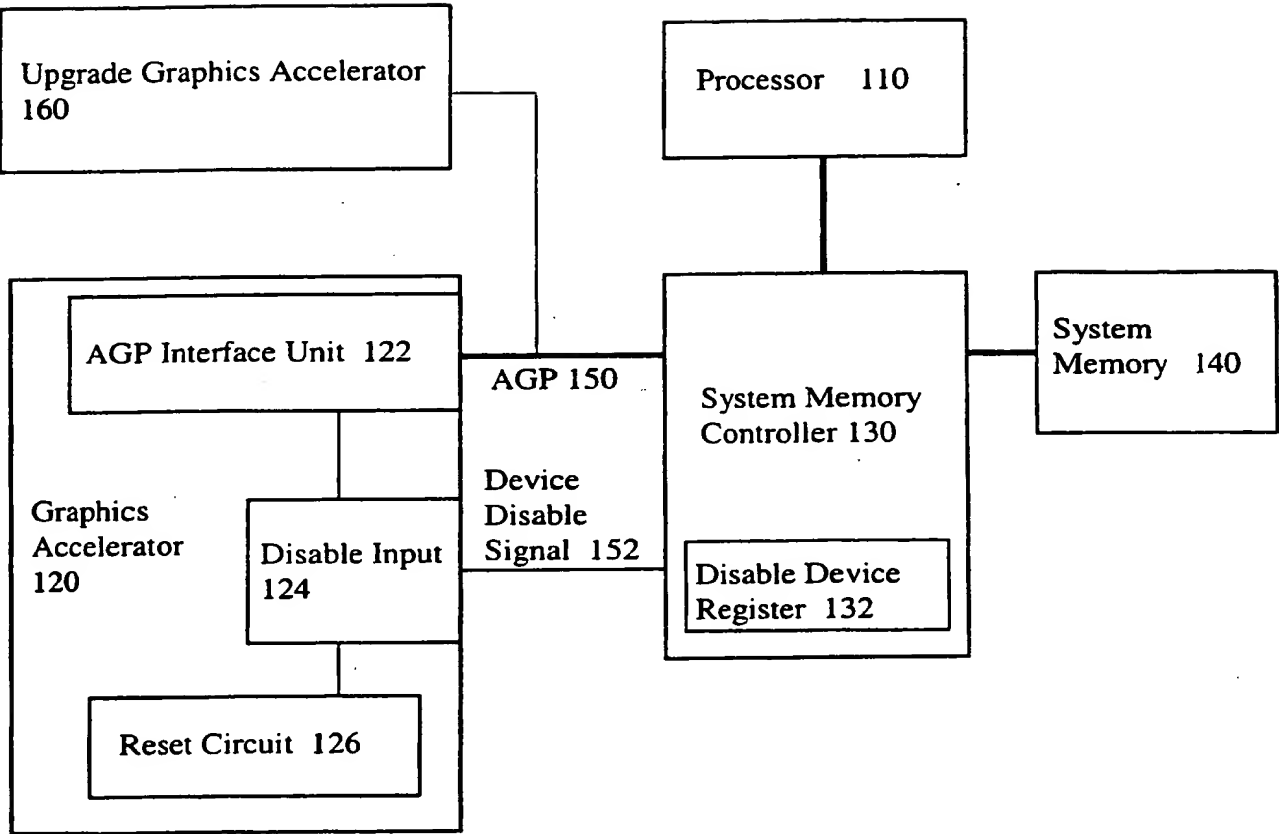 Upgrade Graphics Accelerator
160
Processor 110
AGP Interface Unit 122
AGP 150
System Memory
Controller 130
System
Memory 140
Graphics
Accelerator
120
Disable Input
124
Device
Disable
Signal 152
Disable Device
Register 132
Reset Circuit 126